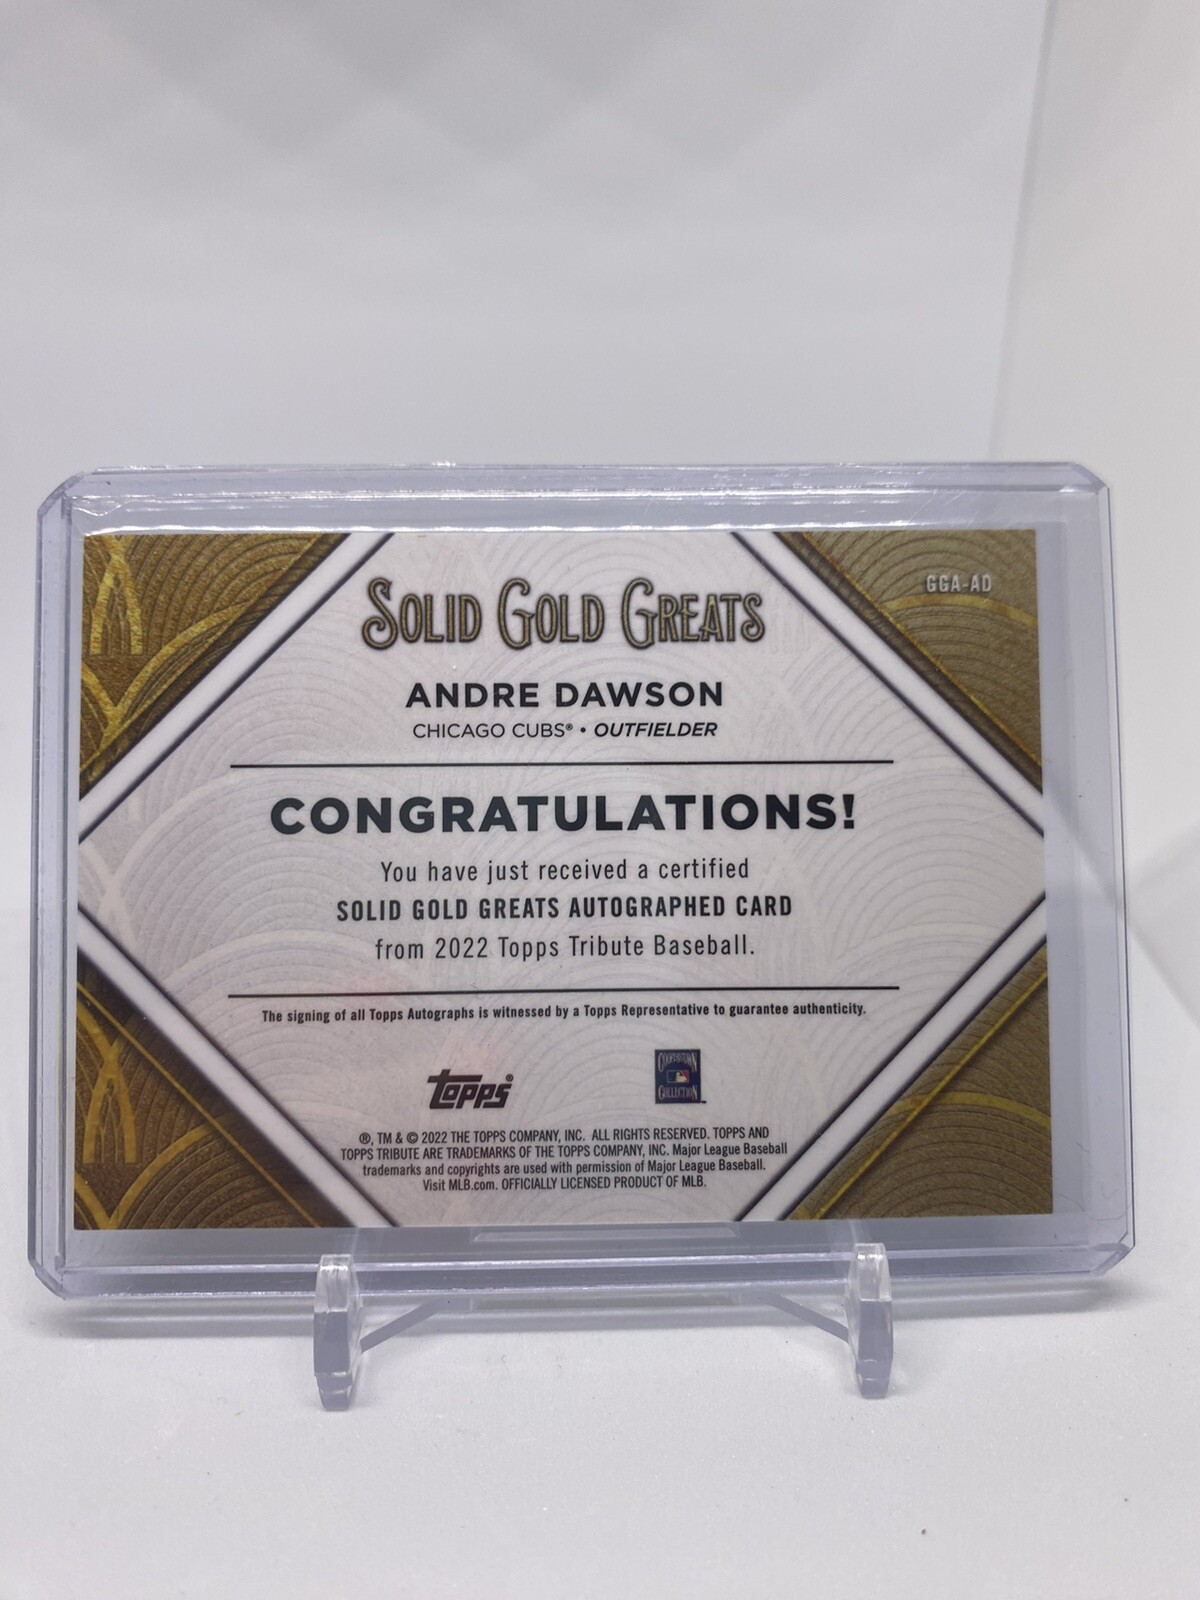 GGA-AD
SOLID GOLD GREATS
ANDRE DAWSON
CHICAGO CUBS® • OUTFIELDER
CONGRATULATIONS!
You have just received a certified
SOLID GOLD GREATS AUTOGRAPHED CARD
from 2022 Topps Tribute Baseball.
The signing of all Topps Autographs is witnessed by a Topps Representative to guarantee authenticity.
topps®
COOPERSTOWN
COLLECTION™
®, TM & © 2022 THE TOPPS COMPANY, INC. ALL RIGHTS RESERVED. TOPPS AND
TOPPS TRIBUTE ARE TRADEMARKS OF THE TOPPS COMPANY, INC. Major League Baseball
trademarks and copyrights are used with permission of Major League Baseball.
Visit MLB.com. OFFICIALLY LICENSED PRODUCT OF MLB.